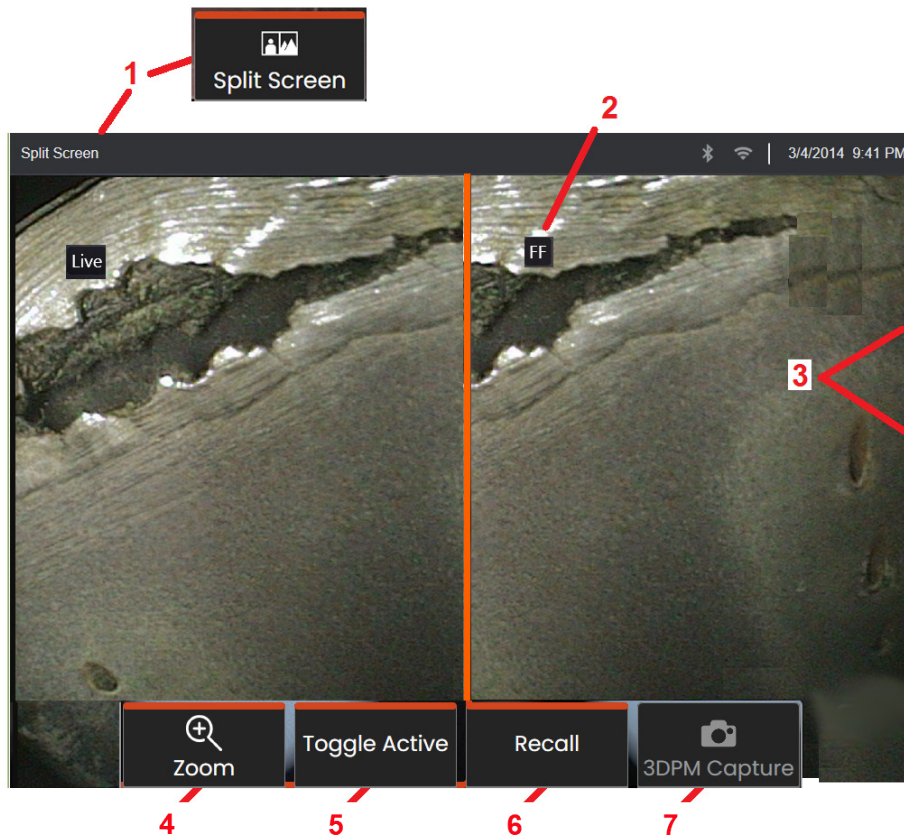 Split Screen
1
2
Split Screen
3/4/2014 9:41 PM
Live
FF
3
Zoom
Toggle Active
Recall
3DPM Capture
4
5
6
7